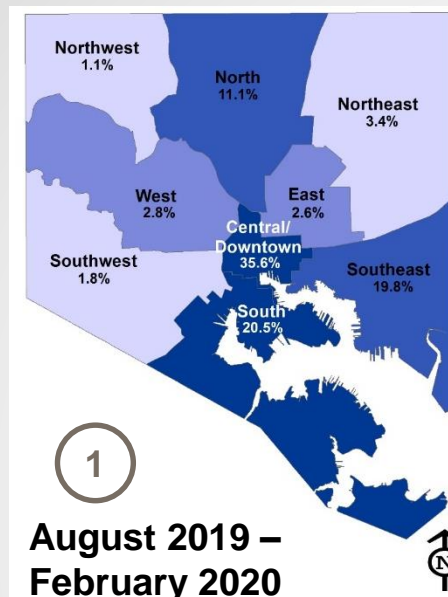 Northwest
1.1%
North
11.1%
Northeast
3.4%
West
2.8%
East
2.6%
Central/
Downtown
35.6%
Southwest
1.8%
Southeast
19.8%
South
20.5%
1
August 2019 –
February 2020
N